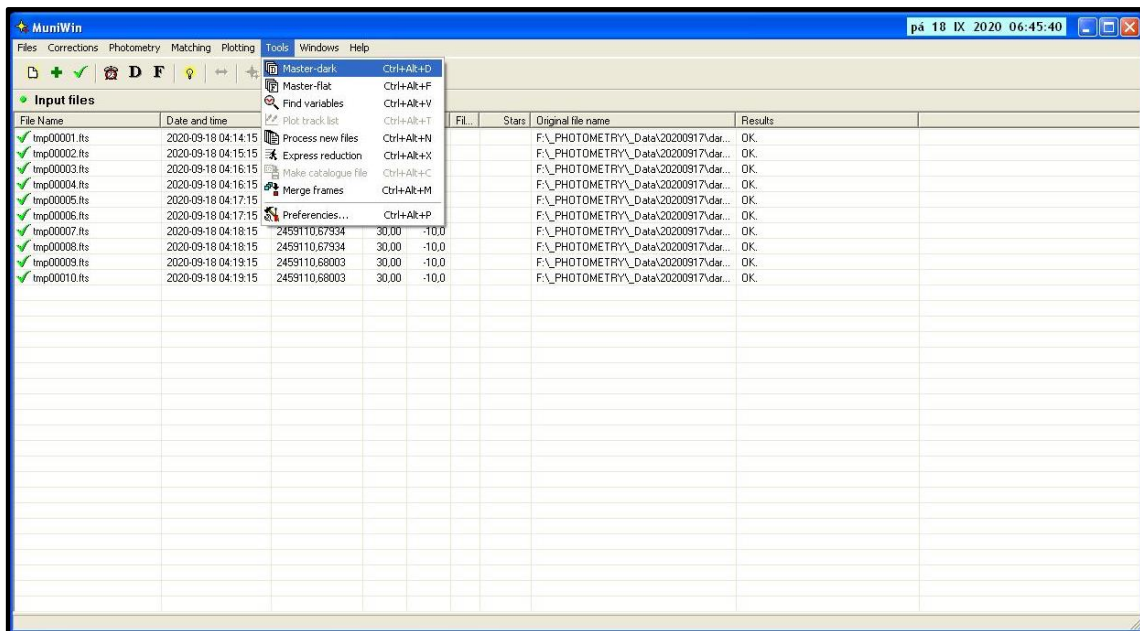 MuniWin pá 18 IX 2020 06:45:40
Files Corrections Photometry Matching Plotting Tools Windows Help
D F
Input files
File Name Date and time Fil... Stars Original file name Results
Master-dark Ctrl+Alt+D
Master-flat Ctrl+Alt+F
Find variables Ctrl+Alt+V
Plot track list Ctrl+Alt+T
Process new files Ctrl+Alt+N
Express reduction Ctrl+Alt+X
Make catalogue file Ctrl+Alt+C
Merge frames Ctrl+Alt+M
Preferencies... Ctrl+Alt+P
tmp00001.fts 2020-09-18 04:14:15 F:\_PHOTOMETRY\_Data\20200917\dar... OK.
tmp00002.fts 2020-09-18 04:15:15 F:\_PHOTOMETRY\_Data\20200917\dar... OK.
tmp00003.fts 2020-09-18 04:16:15 F:\_PHOTOMETRY\_Data\20200917\dar... OK.
tmp00004.fts 2020-09-18 04:16:15 F:\_PHOTOMETRY\_Data\20200917\dar... OK.
tmp00005.fts 2020-09-18 04:17:15 F:\_PHOTOMETRY\_Data\20200917\dar... OK.
tmp00006.fts 2020-09-18 04:17:15 F:\_PHOTOMETRY\_Data\20200917\dar... OK.
tmp00007.fts 2020-09-18 04:18:15 2459110,67934 30,00 -10,0 F:\_PHOTOMETRY\_Data\20200917\dar... OK.
tmp00008.fts 2020-09-18 04:18:15 2459110,67934 30,00 -10,0 F:\_PHOTOMETRY\_Data\20200917\dar... OK.
tmp00009.fts 2020-09-18 04:19:15 2459110,68003 30,00 -10,0 F:\_PHOTOMETRY\_Data\20200917\dar... OK.
tmp00010.fts 2020-09-18 04:19:15 2459110,68003 30,00 -10,0 F:\_PHOTOMETRY\_Data\20200917\dar... OK.